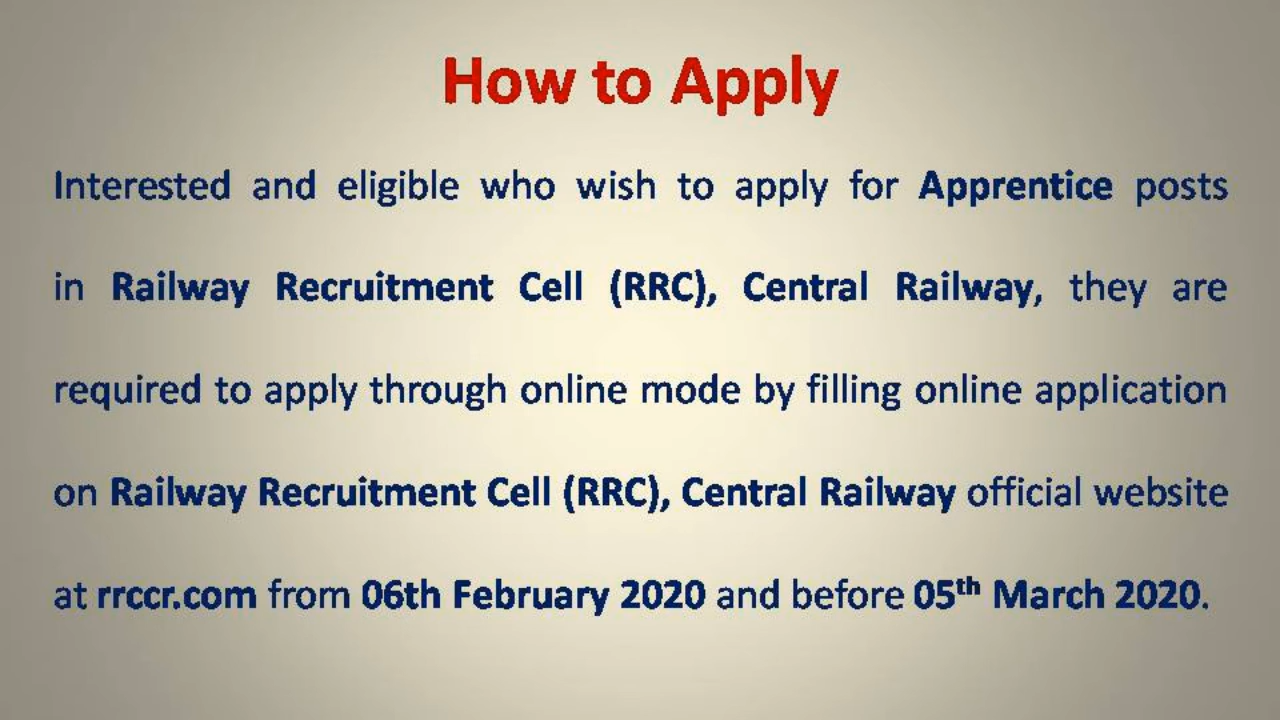 How to Apply
Interested and eligible who wish to apply for Apprentice posts
in Railway Recruitment Cell (RRC), Central Railway, they are
required to apply through online mode by filling online application
on Railway Recruitment Cell (RRC), Central Railway official website
at rrccr.com from 06th February 2020 and before 05th March 2020.